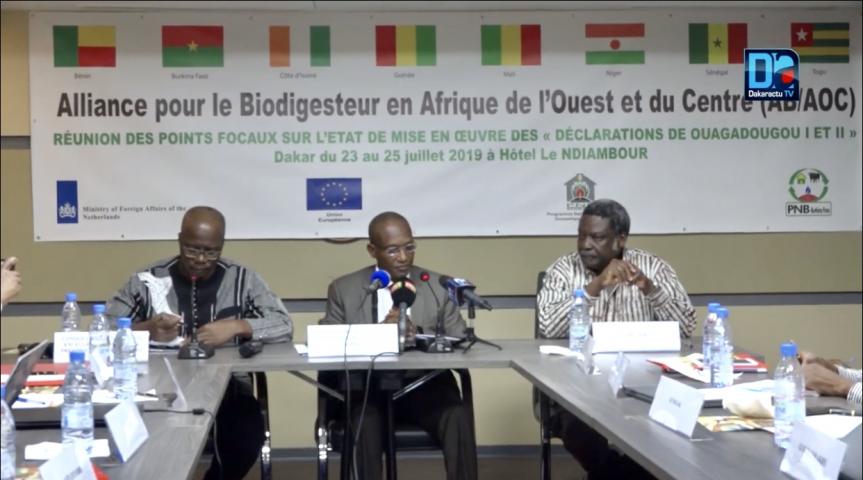 Bénin Burkina Faso Côte d'Ivoire Guinée Mali Niger Sénégal Togo
Dakaractu TV
Alliance pour le Biodigesteur en Afrique de l'Ouest et du Centre (AB/AOC)
RÉUNION DES POINTS FOCAUX SUR L'ETAT DE MISE EN ŒUVRE DES « DÉCLARATIONS DE OUAGADOUGOU I ET II »
Dakar du 23 au 25 juillet 2019 à Hôtel Le NDIAMBOUR
Ministry of Foreign Affairs of the
Netherlands
Union
Européenne
Programme
PNB
Burkina Faso